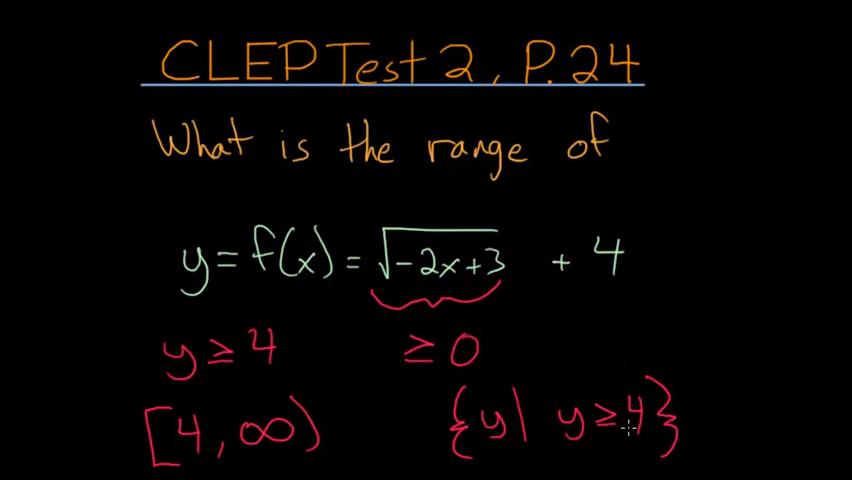 CLEP Test 2, P. 24
What is the range of
y = f(x) = √(-2x+3) + 4
y ≥ 4 ≥ 0
[4, ∞) {y| y ≥ 4}